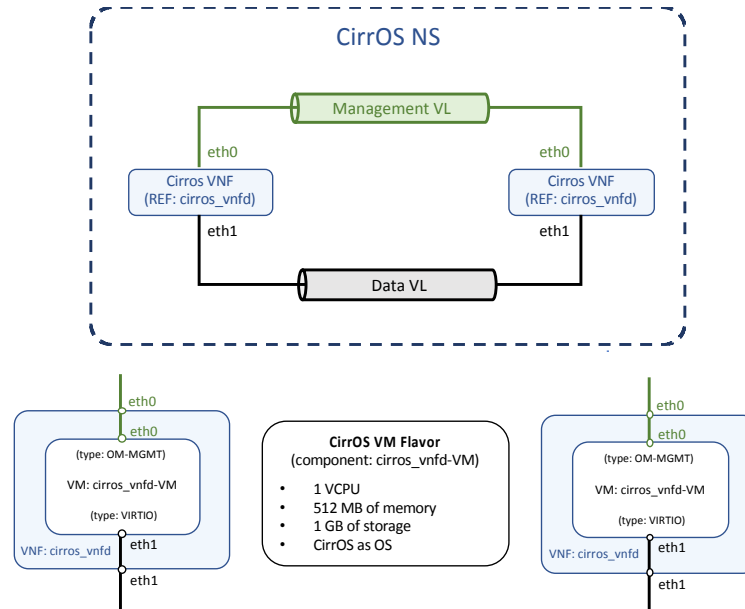 CirrOS NS
Management VL
eth0
eth0
Cirros VNF
(REF: cirros_vnfd)
Cirros VNF
(REF: cirros_vnfd)
eth1
eth1
Data VL
eth0
eth0
(type: OM-MGMT)
VM: cirros_vnfd-VM
(type: VIRTIO)
eth1
VNF: cirros_vnfd
eth1
CirrOS VM Flavor
(component: cirros_vnfd-VM)
• 1 VCPU
• 512 MB of memory
• 1 GB of storage
• CirrOS as OS
eth0
eth0
(type: OM-MGMT)
VM: cirros_vnfd-VM
(type: VIRTIO)
eth1
VNF: cirros_vnfd
eth1